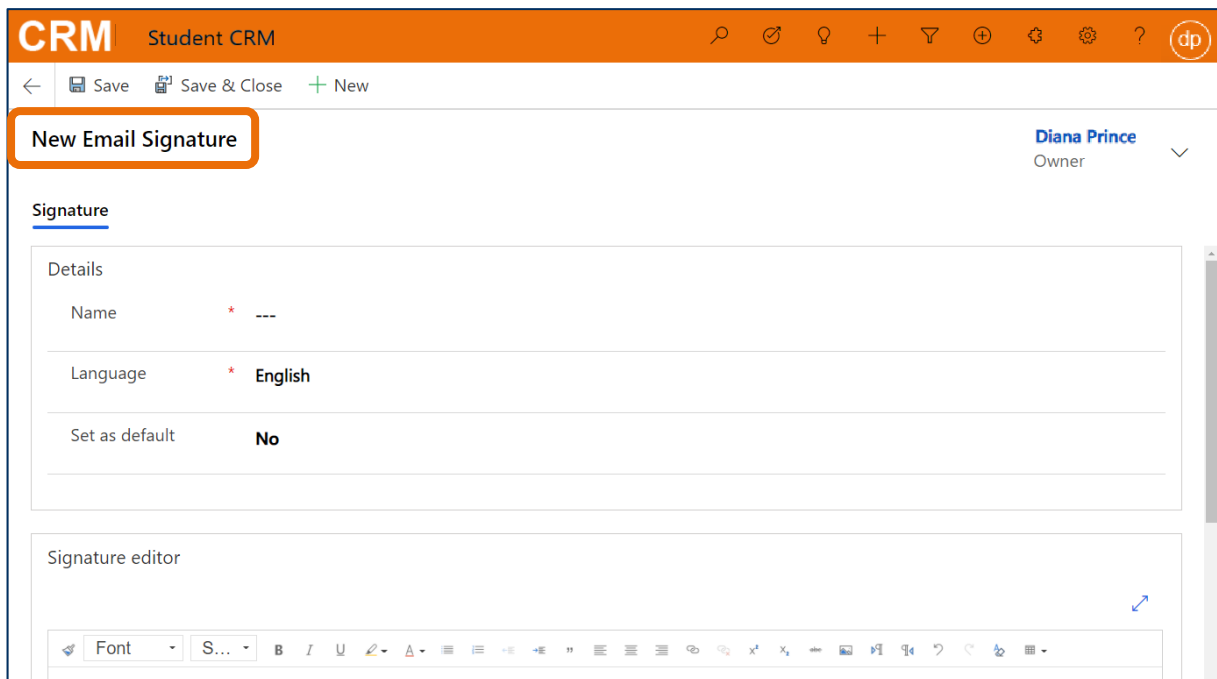 CRM Student CRM ? dp
Save Save & Close New
New Email Signature
Diana Prince
Owner
Signature
Details
Name * ---
Language * English
Set as default No
Signature editor
Font S... B I U A x² x₂ abc